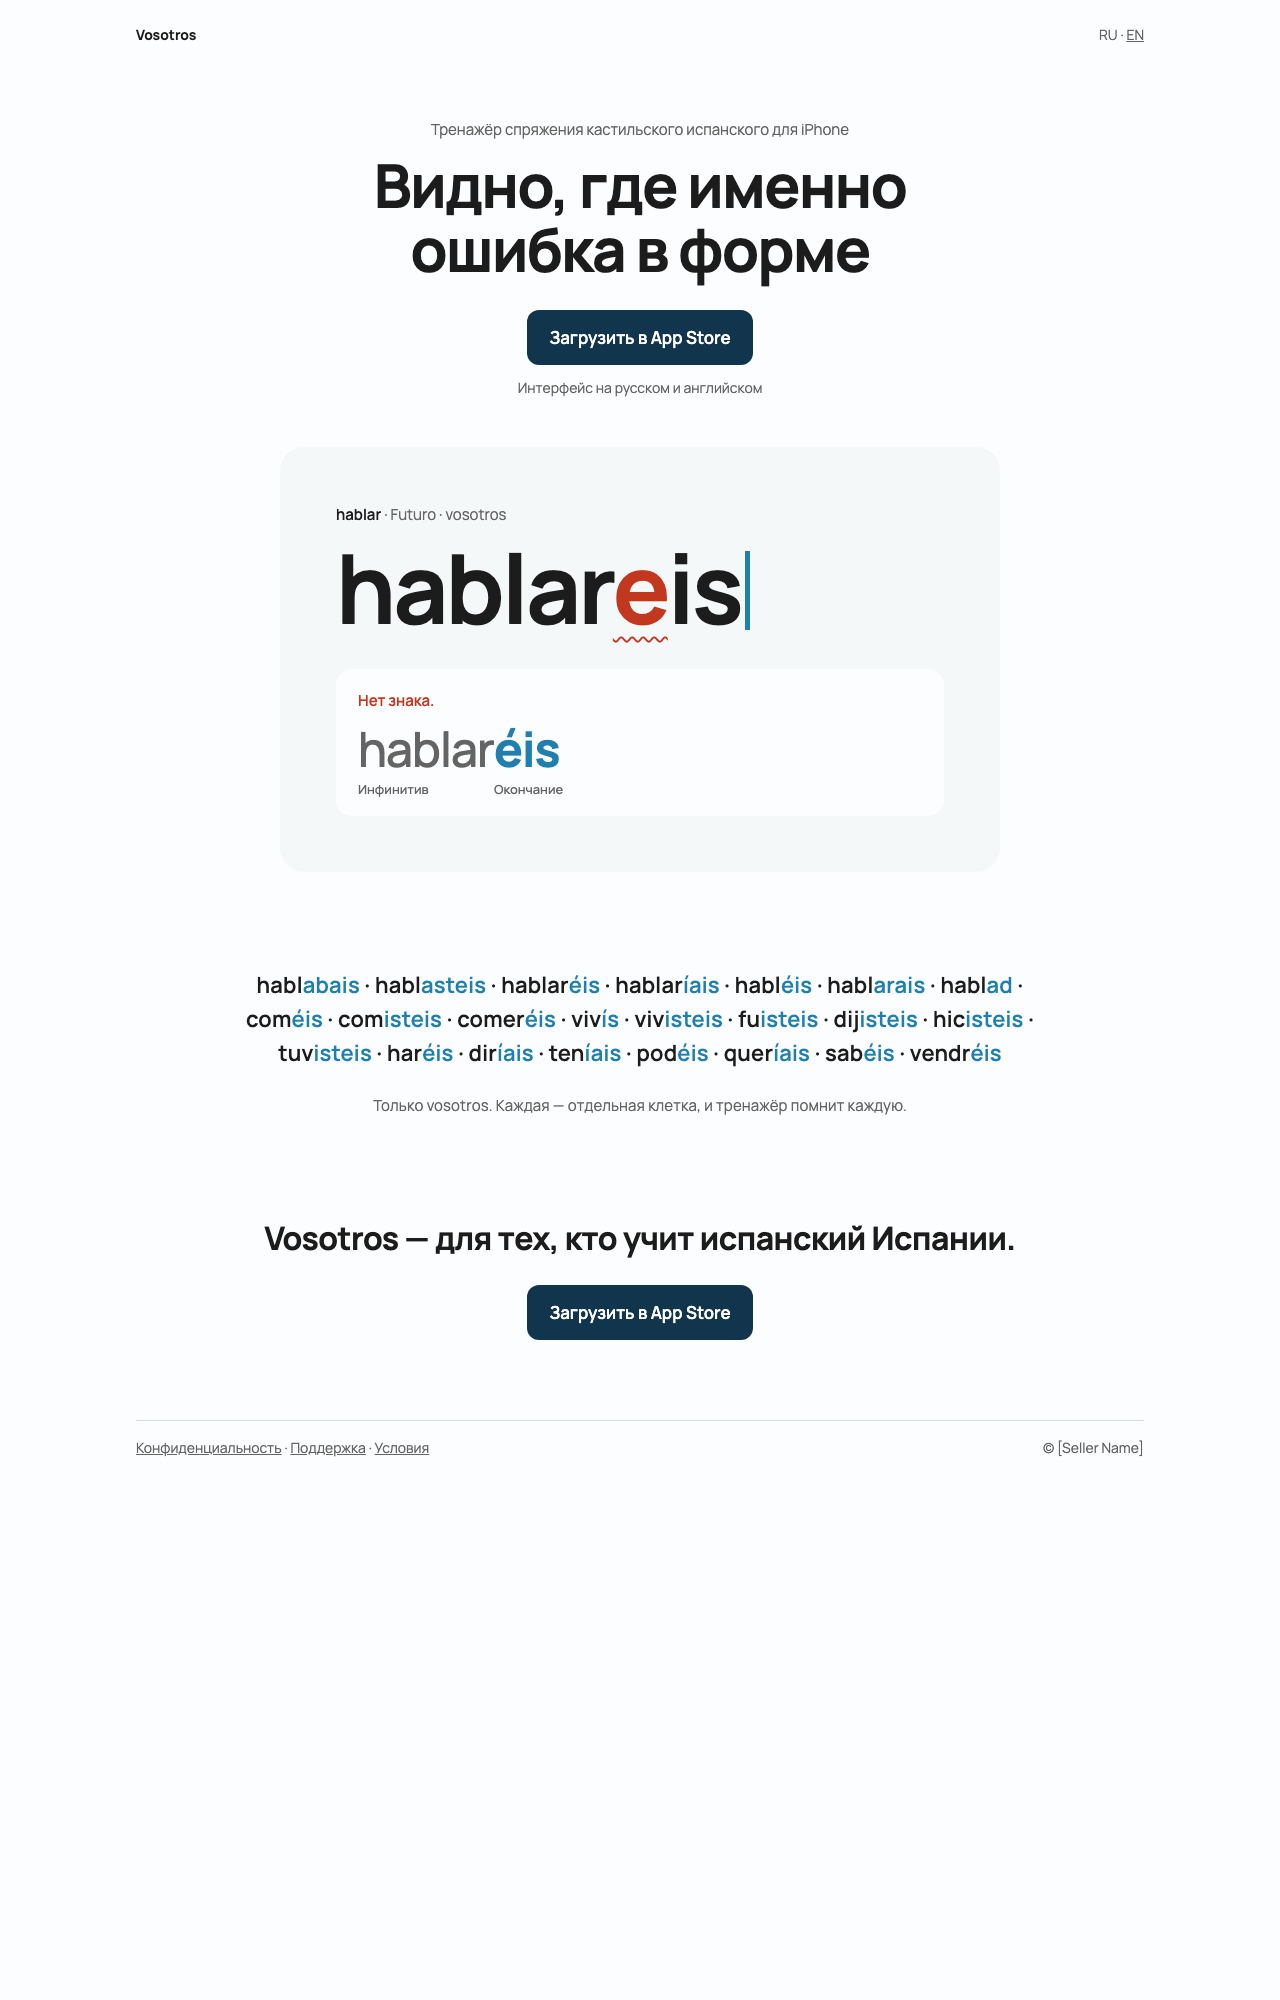 Vosotros
RU · EN
Тренажёр спряжения кастильского испанского для iPhone
Видно, где именно
ошибка в форме
Загрузить в App Store
Интерфейс на русском и английском
hablar · Futuro · vosotros
hablareis
Нет знака.
hablaréis
Инфинитив Окончание
hablabais · hablasteis · hablaréis · hablaríais · habléis · hablarais · hablad ·
coméis · comisteis · comeréis · vivís · vivisteis · fuisteis · dijisteis · hicisteis ·
tuvisteis · haréis · diríais · teníais · podéis · queríais · sabéis · vendréis
Только vosotros. Каждая — отдельная клетка, и тренажёр помнит каждую.
Vosotros — для тех, кто учит испанский Испании.
Загрузить в App Store
Конфиденциальность · Поддержка · Условия
© [Seller Name]